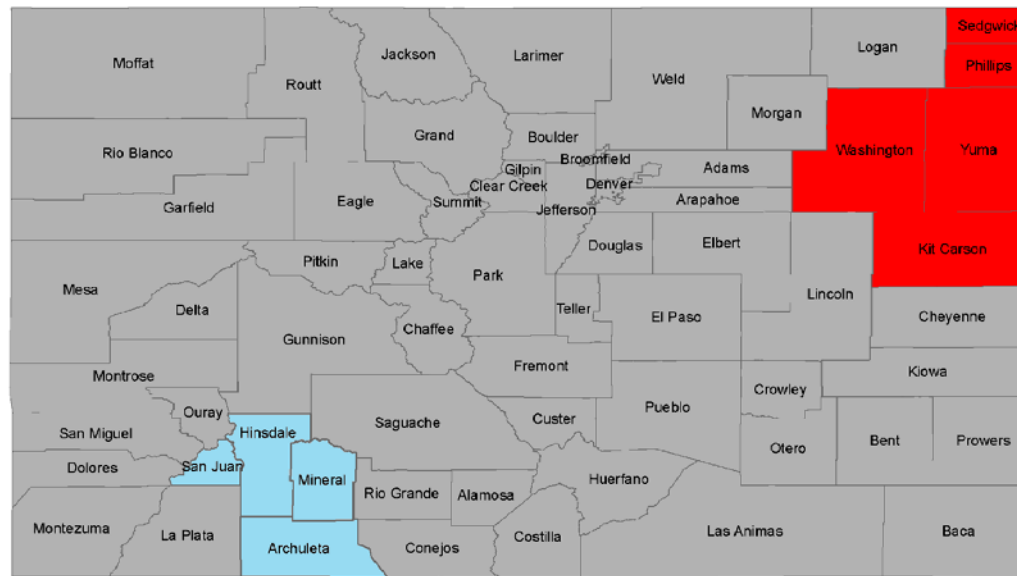 Sedgwick
Logan
Jackson
Larimer
Moffat
Phillips
Weld
Routt
Morgan
Grand
Boulder
Washington
Yuma
Rio Blanco
Broomfield
Gilpin
Adams
Clear Creek
Denver
Eagle
Summit
Arapahoe
Garfield
Jefferson
Douglas
Elbert
Kit Carson
Pitkin
Lake
Park
Mesa
Lincoln
Delta
Teller
El Paso
Cheyenne
Chaffee
Gunnison
Fremont
Kiowa
Montrose
Crowley
Pueblo
Ouray
Custer
Saguache
Hinsdale
San Miguel
Bent
Prowers
Otero
San Juan
Dolores
Mineral
Huerfano
Rio Grande
Alamosa
Montezuma
La Plata
Costilla
Las Animas
Baca
Archuleta
Conejos